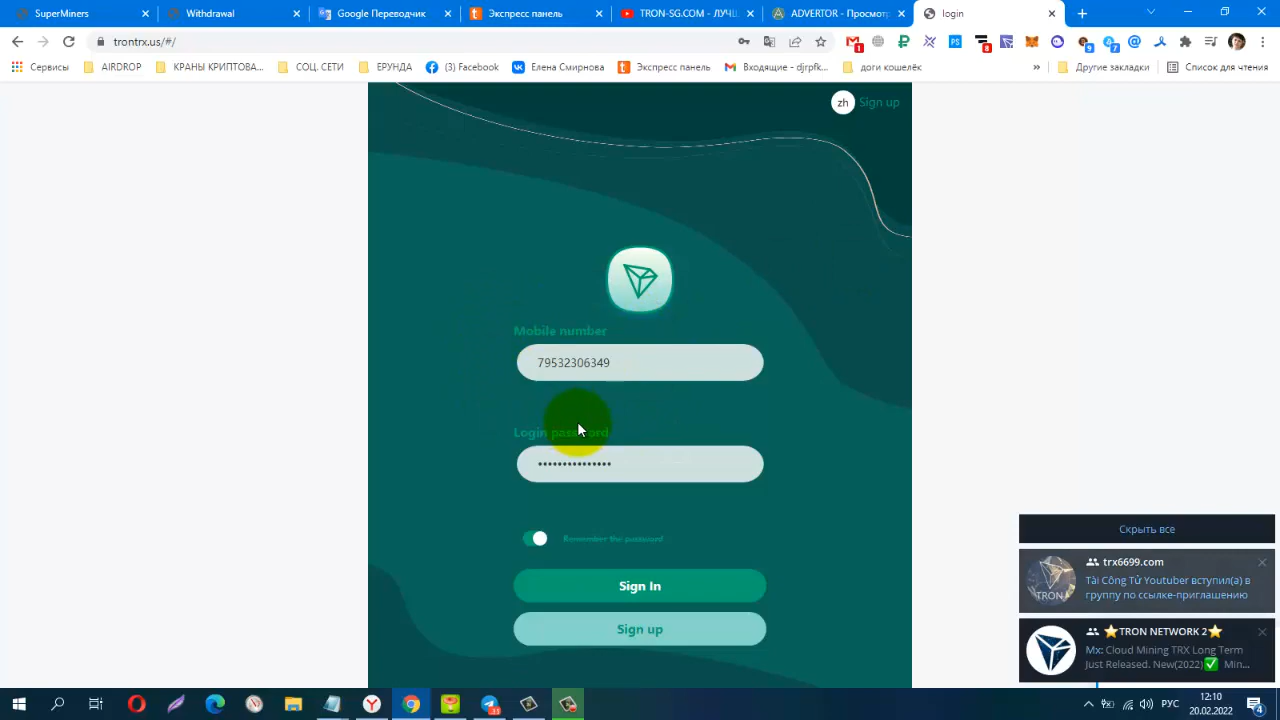 SuperMiners
Withdrawal
Google Переводчик
Экспресс панель
TRON-SG.COM - ЛУЧШ
ADVERTOR - Просмотр
login
trontrx.us/#/
Сервисы
AIRDROP
КРАНЫ КРИПТОВА...
СОЦ. СЕТИ
ЕРУНДА
(3) Facebook
Елена Смирнова
Экспресс панель
Входящие - djrpfk...
доги кошелёк
»
Другие закладки
Список для чтения
zh
Sign up
Mobile number
79532306349
Login password
Remember the password
Sign In
Sign up
Скрыть все
trx6699.com
Tài Công Tử Youtuber вступил(а) в
группу по ссылке-приглашению
TRON
⭐TRON NETWORK 2⭐
Mx: Cloud Mining TRX Long Term
Just Released. New(2022)✅ Min...
РУС
12:10
20.02.2022